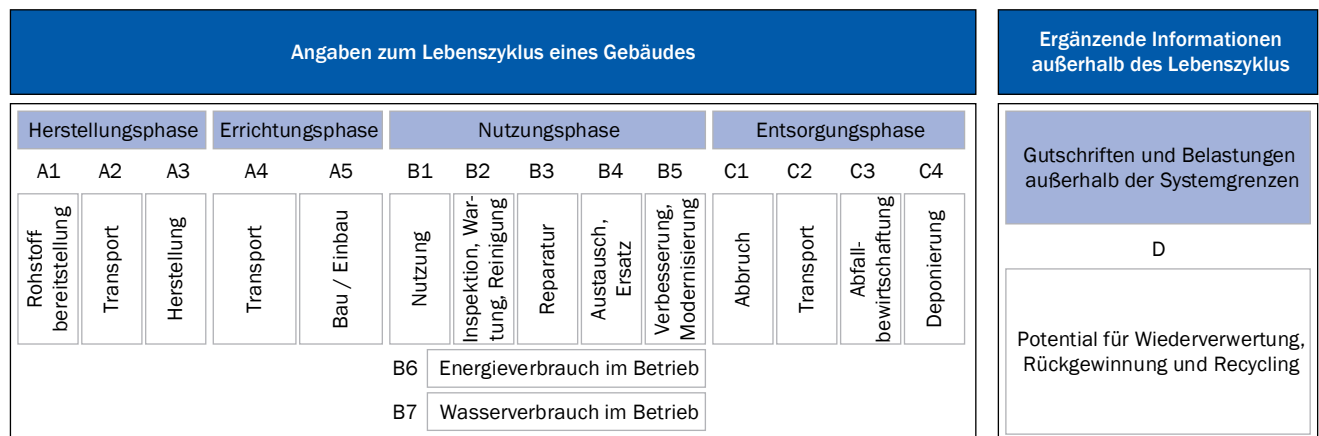 Angaben zum Lebenszyklus eines Gebäudes
Ergänzende Informationen
außerhalb des Lebenszyklus
Herstellungsphase
Errichtungsphase
Nutzungsphase
Entsorgungsphase
A1 A2 A3 A4 A5 B1 B2 B3 B4 B5 C1 C2 C3 C4
Rohstoff
bereitstellung
Transport
Herstellung
Transport
Bau / Einbau
Nutzung
Inspektion, War-
tung, Reinigung
Reparatur
Austausch,
Ersatz
Verbesserung,
Modernisierung
Abbruch
Transport
Abfall-
bewirtschaftung
Deponierung
B6 Energieverbrauch im Betrieb
B7 Wasserverbrauch im Betrieb
Gutschriften und Belastungen
außerhalb der Systemgrenzen
D
Potential für Wiederverwertung,
Rückgewinnung und Recycling